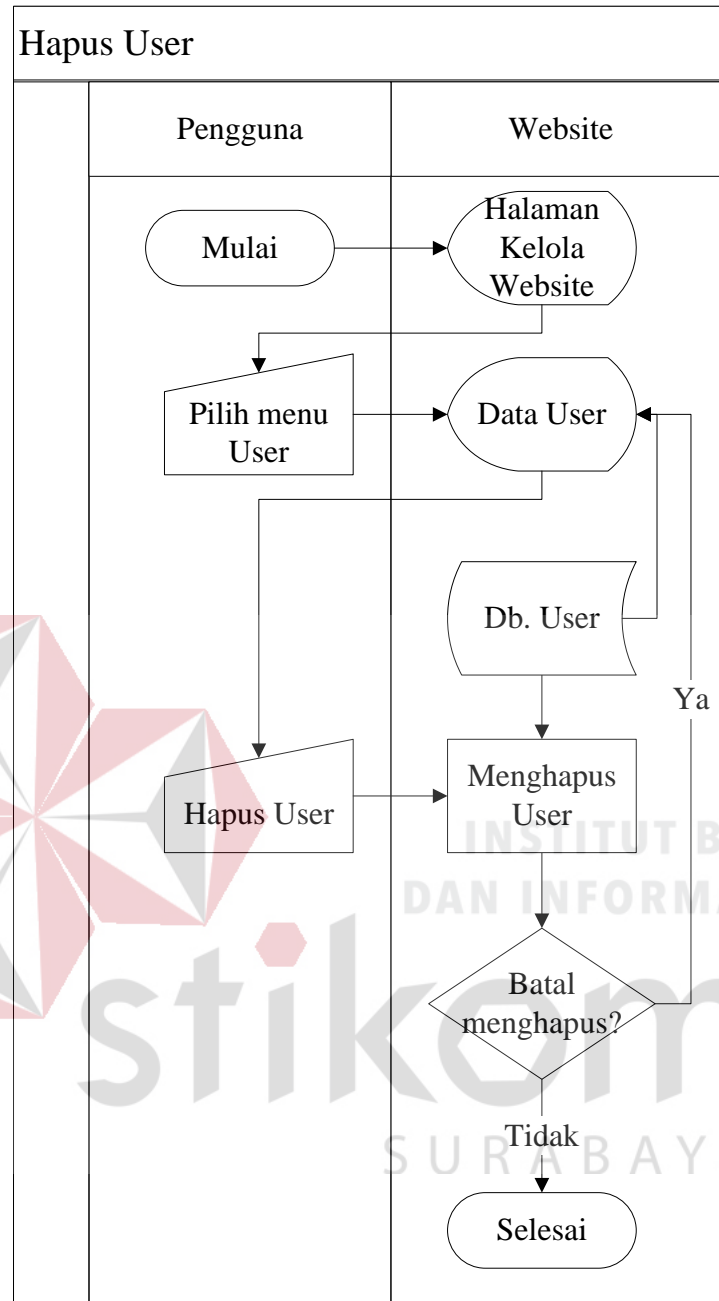 Hapus User
Pengguna
Website
Mulai
Halaman
Kelola
Website
Pilih menu
User
Data User
Db. User
Ya
Hapus User
Menghapus
User
INSTITUT B
DAN INFORMA
Batal
menghapus?
stikom
Tidak
SURABAYA
Selesai